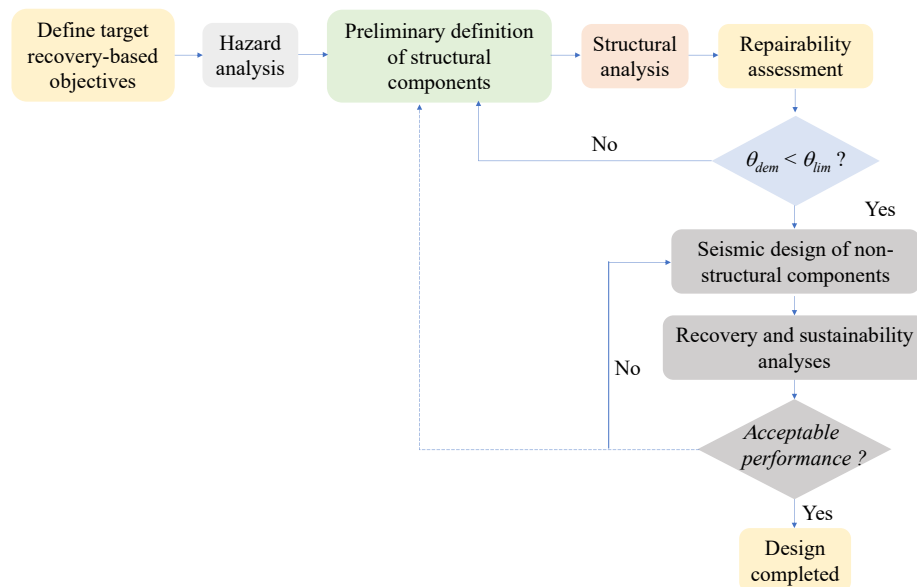 Define target
recovery-based
objectives
Hazard
analysis
Preliminary definition
of structural
components
Structural
analysis
Repairability
assessment
No
θdem < θlim ?
Yes
Seismic design of non-
structural components
Recovery and sustainability
analyses
No
Acceptable
performance ?
Yes
Design
completed